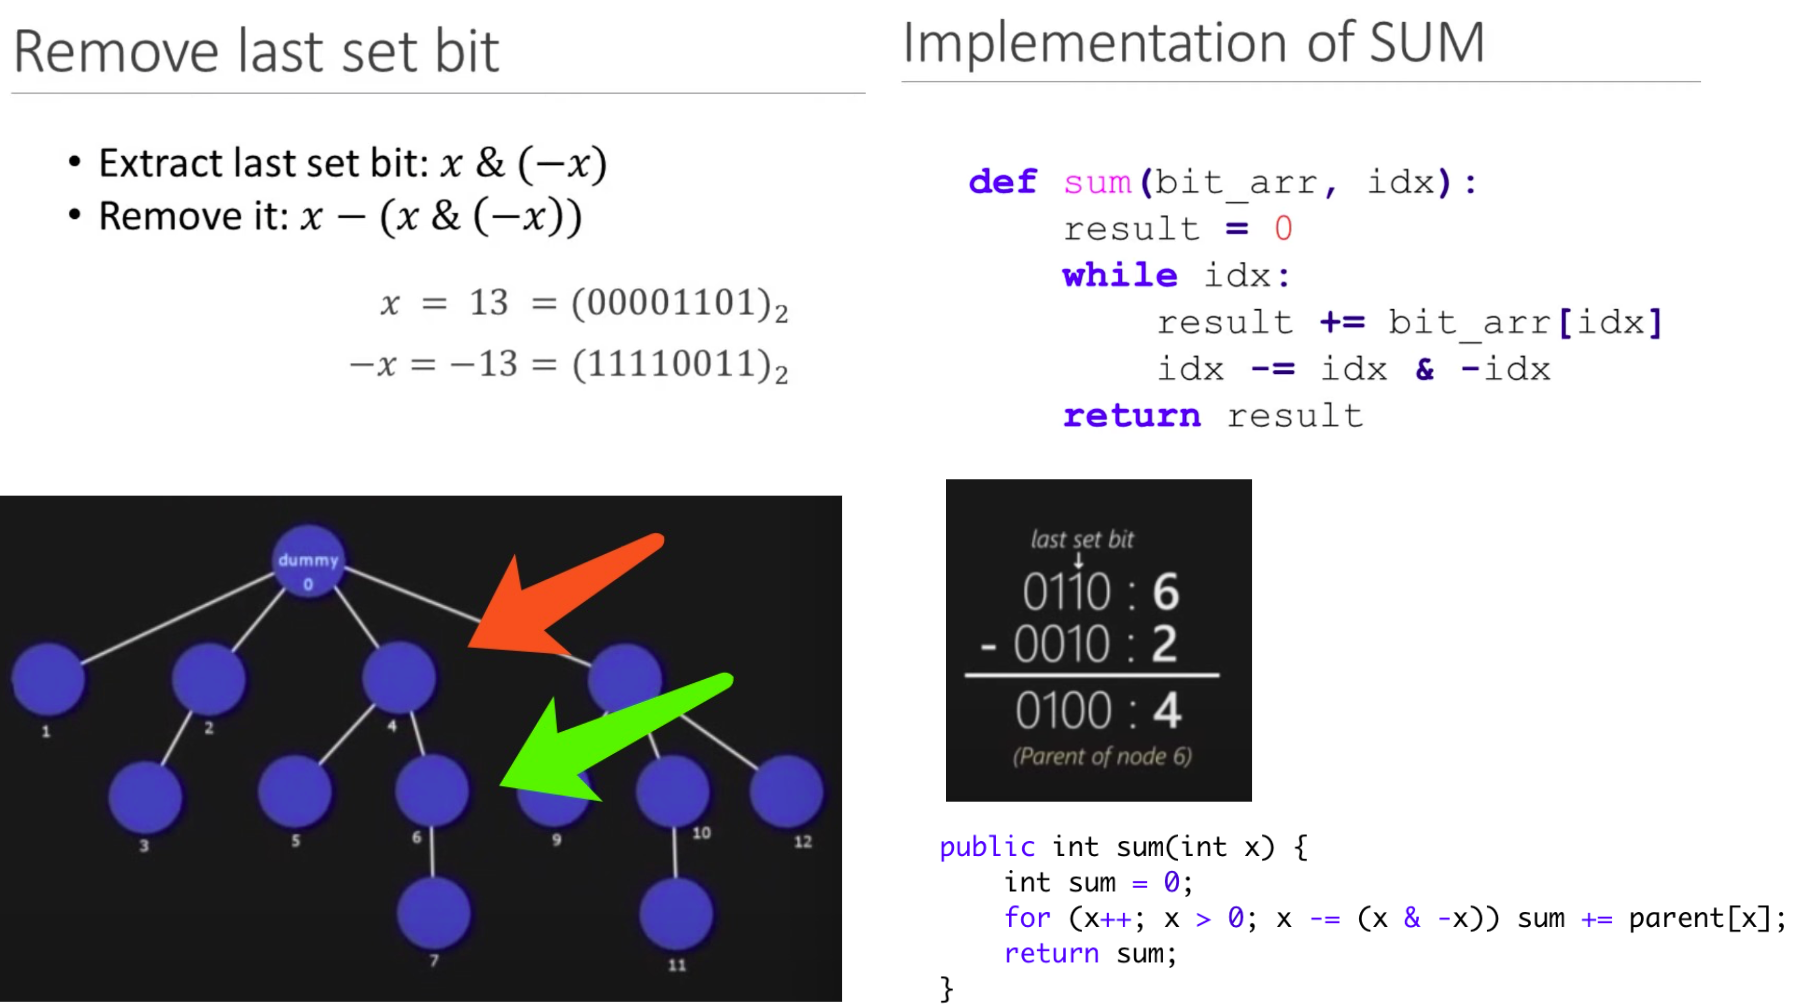 Remove last set bit
• Extract last set bit: x & (−x)
• Remove it: x − (x & (−x))
x = 13 = (00001101)₂
−x = −13 = (11110011)₂
dummy
0
1
2
4
3
5
6
9
10
12
7
11
Implementation of SUM
def sum(bit_arr, idx):
result = 0
while idx:
result += bit_arr[idx]
idx -= idx & -idx
return result
last set bit
0110 : 6
- 0010 : 2
0100 : 4
(Parent of node 6)
public int sum(int x) {
int sum = 0;
for (x++; x > 0; x -= (x & -x)) sum += parent[x];
return sum;
}